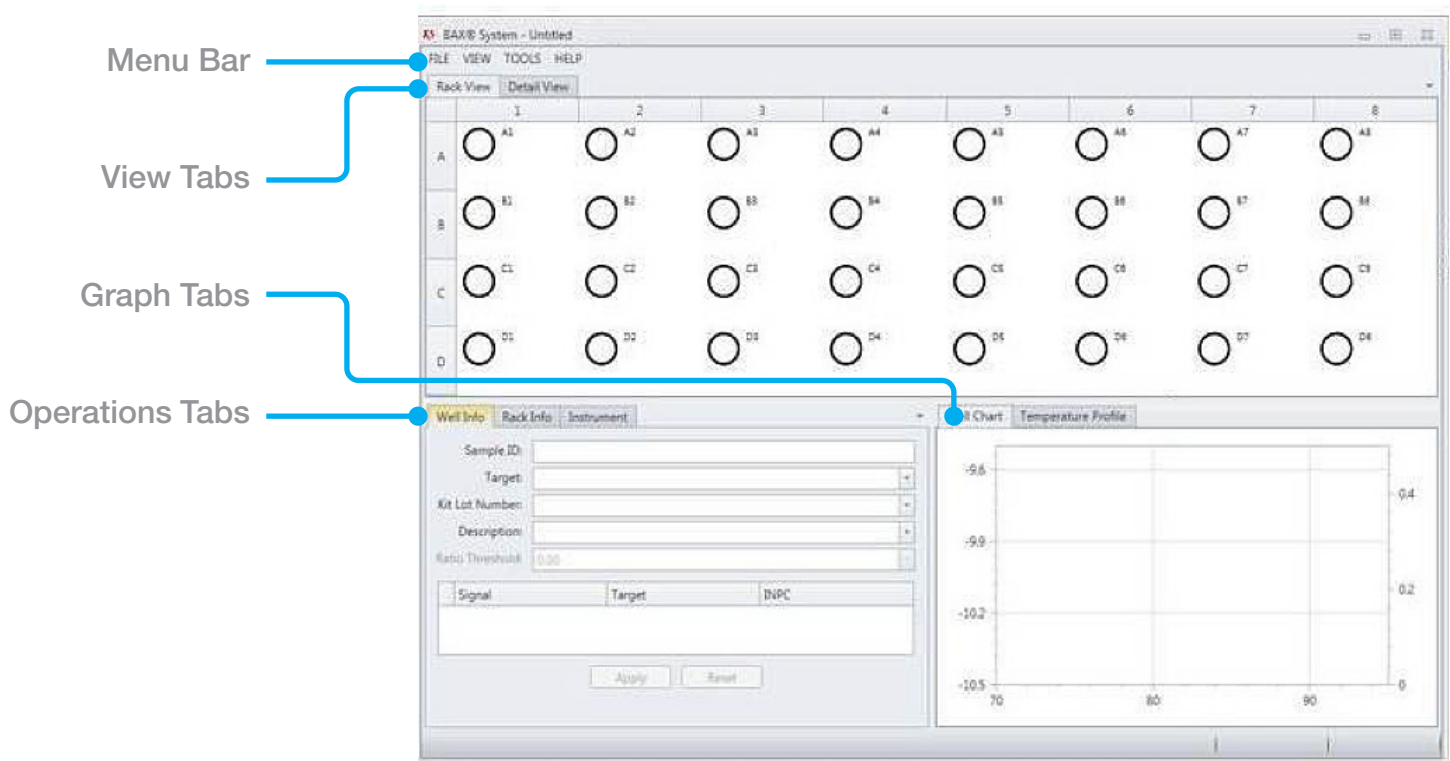 BAX® System - Untitled
Menu Bar
FILE VIEW TOOLS HELP
Rack View Detail View
1 2 3 4 5 6 7 8
View Tabs
A A1 A2 A3 A4 A5 A6 A7 A8
B B1 B2 B3 B4 B5 B6 B7 B8
Graph Tabs
C C1 C2 C3 C4 C5 C6 C7 C8
D D1 D2 D3 D4 D5 D6 D7 D8
Operations Tabs
Well Info Rack Info Instrument
Chart Temperature Profile
Sample ID:
Target:
Kit Lot Number:
Description:
Ratio Threshold: 0.00
Signal Target INPC
Apply Reset
-9.6
-9.9
-10.2
-10.5
0.4
0.2
0
70 80 90